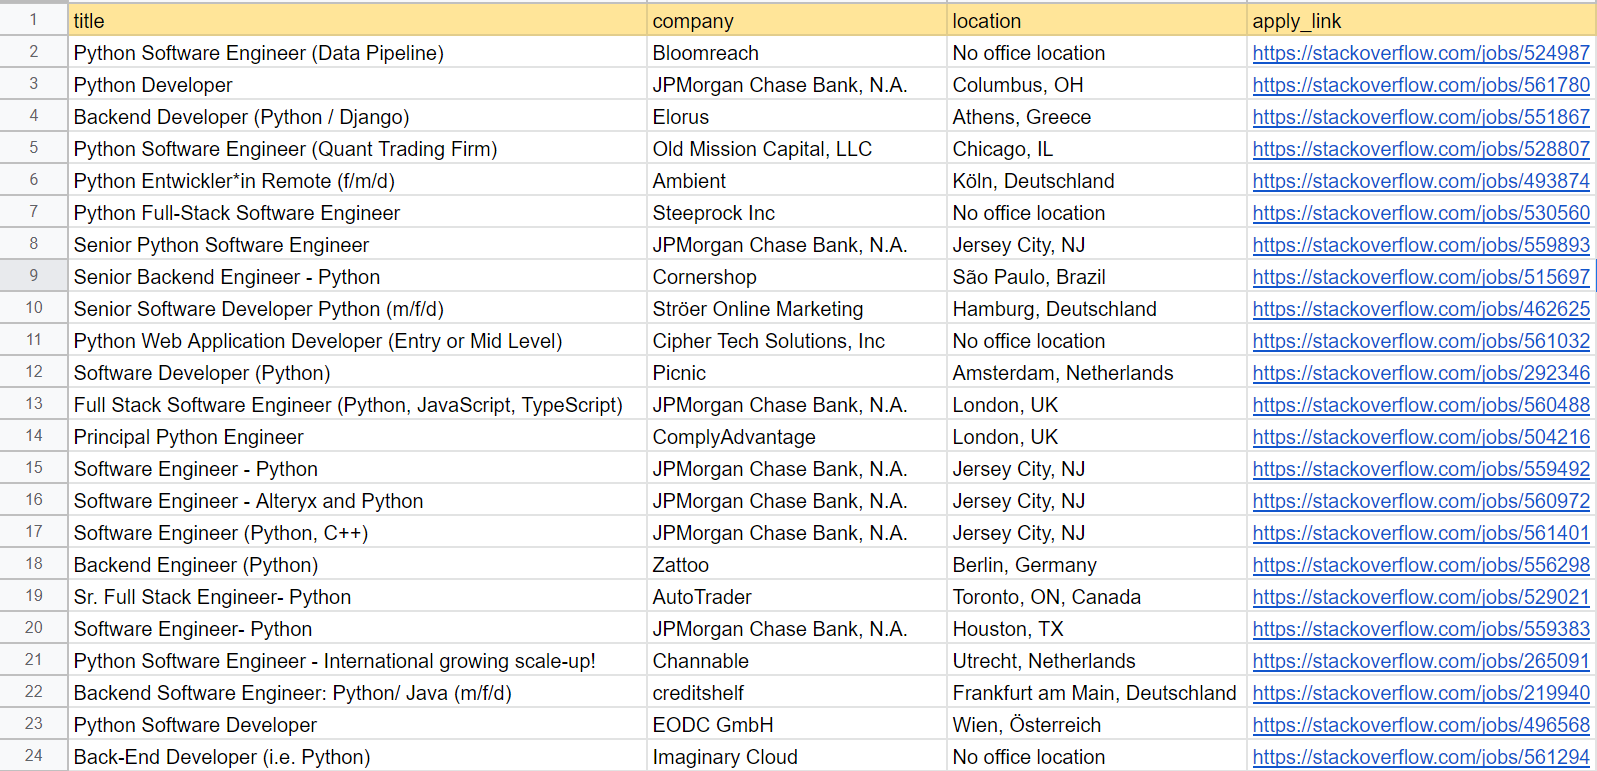 1 title company location apply_link
2 Python Software Engineer (Data Pipeline) Bloomreach No office location https://stackoverflow.com/jobs/524987
3 Python Developer JPMorgan Chase Bank, N.A. Columbus, OH https://stackoverflow.com/jobs/561780
4 Backend Developer (Python / Django) Elorus Athens, Greece https://stackoverflow.com/jobs/551867
5 Python Software Engineer (Quant Trading Firm) Old Mission Capital, LLC Chicago, IL https://stackoverflow.com/jobs/528807
6 Python Entwickler*in Remote (f/m/d) Ambient Köln, Deutschland https://stackoverflow.com/jobs/493874
7 Python Full-Stack Software Engineer Steeprock Inc No office location https://stackoverflow.com/jobs/530560
8 Senior Python Software Engineer JPMorgan Chase Bank, N.A. Jersey City, NJ https://stackoverflow.com/jobs/559893
9 Senior Backend Engineer - Python Cornershop São Paulo, Brazil https://stackoverflow.com/jobs/515697
10 Senior Software Developer Python (m/f/d) Ströer Online Marketing Hamburg, Deutschland https://stackoverflow.com/jobs/462625
11 Python Web Application Developer (Entry or Mid Level) Cipher Tech Solutions, Inc No office location https://stackoverflow.com/jobs/561032
12 Software Developer (Python) Picnic Amsterdam, Netherlands https://stackoverflow.com/jobs/292346
13 Full Stack Software Engineer (Python, JavaScript, TypeScript) JPMorgan Chase Bank, N.A. London, UK https://stackoverflow.com/jobs/560488
14 Principal Python Engineer ComplyAdvantage London, UK https://stackoverflow.com/jobs/504216
15 Software Engineer - Python JPMorgan Chase Bank, N.A. Jersey City, NJ https://stackoverflow.com/jobs/559492
16 Software Engineer - Alteryx and Python JPMorgan Chase Bank, N.A. Jersey City, NJ https://stackoverflow.com/jobs/560972
17 Software Engineer (Python, C++) JPMorgan Chase Bank, N.A. Jersey City, NJ https://stackoverflow.com/jobs/561401
18 Backend Engineer (Python) Zattoo Berlin, Germany https://stackoverflow.com/jobs/556298
19 Sr. Full Stack Engineer- Python AutoTrader Toronto, ON, Canada https://stackoverflow.com/jobs/529021
20 Software Engineer- Python JPMorgan Chase Bank, N.A. Houston, TX https://stackoverflow.com/jobs/559383
21 Python Software Engineer - International growing scale-up! Channable Utrecht, Netherlands https://stackoverflow.com/jobs/265091
22 Backend Software Engineer: Python/ Java (m/f/d) creditshelf Frankfurt am Main, Deutschland https://stackoverflow.com/jobs/219940
23 Python Software Developer EODC GmbH Wien, Österreich https://stackoverflow.com/jobs/496568
24 Back-End Developer (i.e. Python) Imaginary Cloud No office location https://stackoverflow.com/jobs/561294